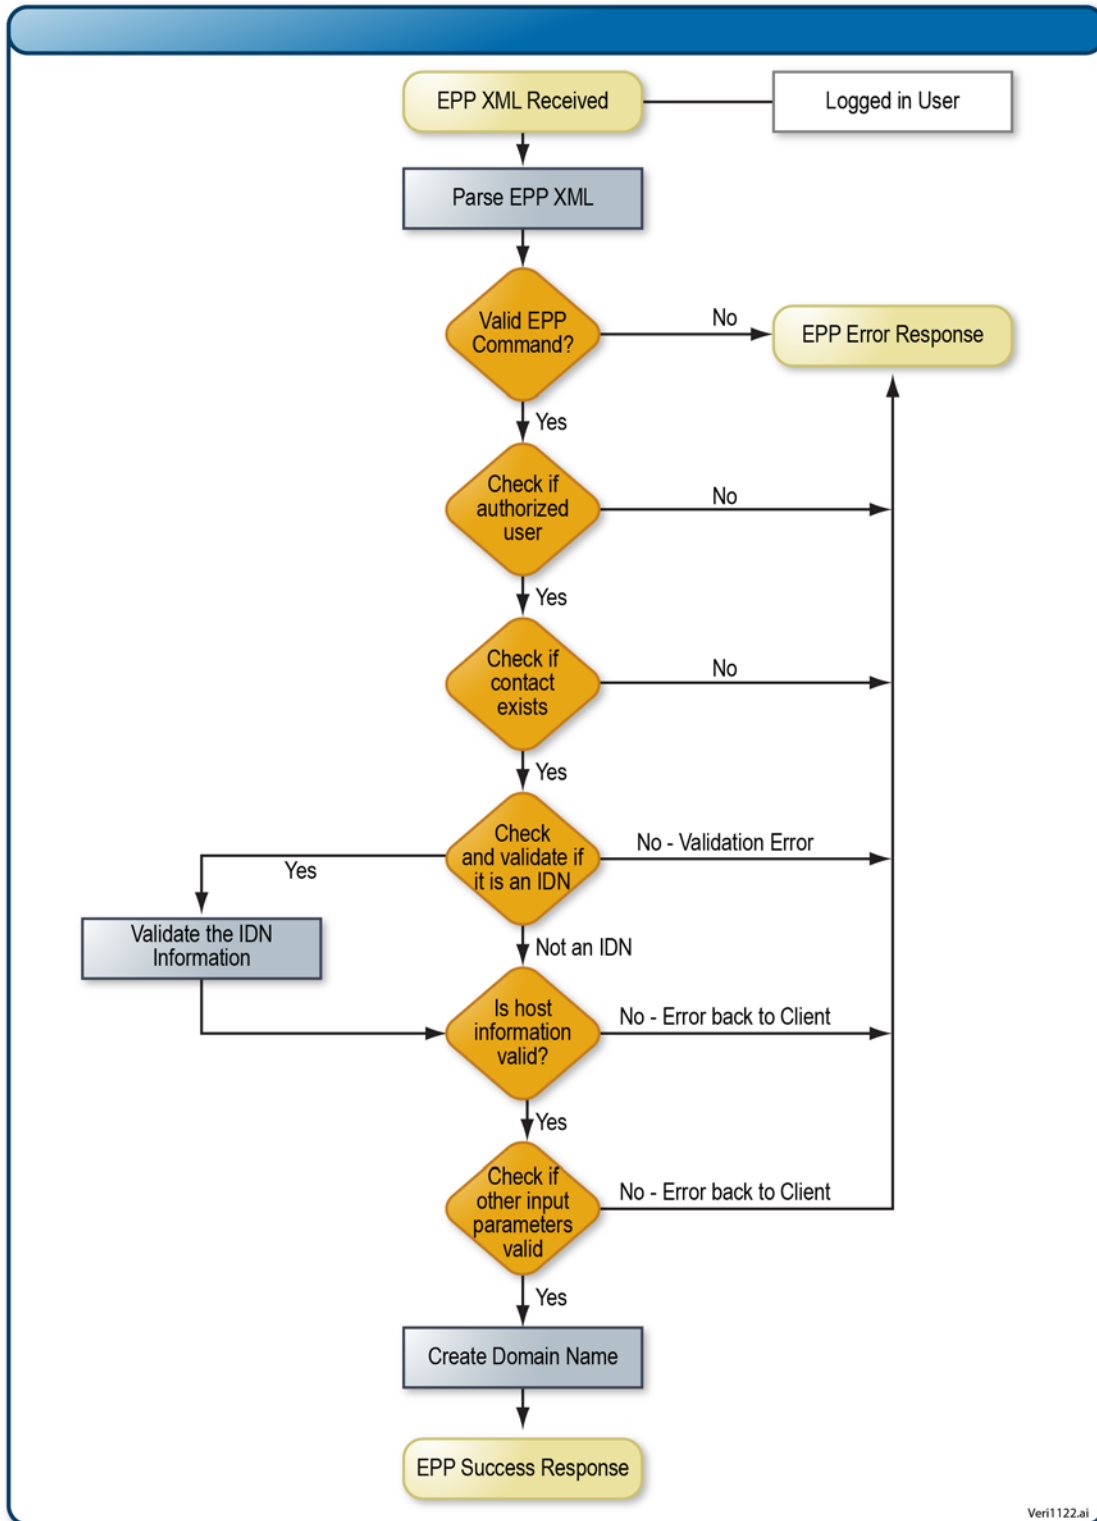 EPP XML Received
Logged in User
Parse EPP XML
Valid EPP
Command?
No
EPP Error Response
Yes
Check if
authorized
user
No
Yes
Check if
contact
exists
No
Yes
Check
and validate if
it is an IDN
No - Validation Error
Yes
Validate the IDN
Information
Not an IDN
Is host
information
valid?
No - Error back to Client
Yes
Check if
other input
parameters
valid
No - Error back to Client
Yes
Create Domain Name
EPP Success Response
Veri1122.ai